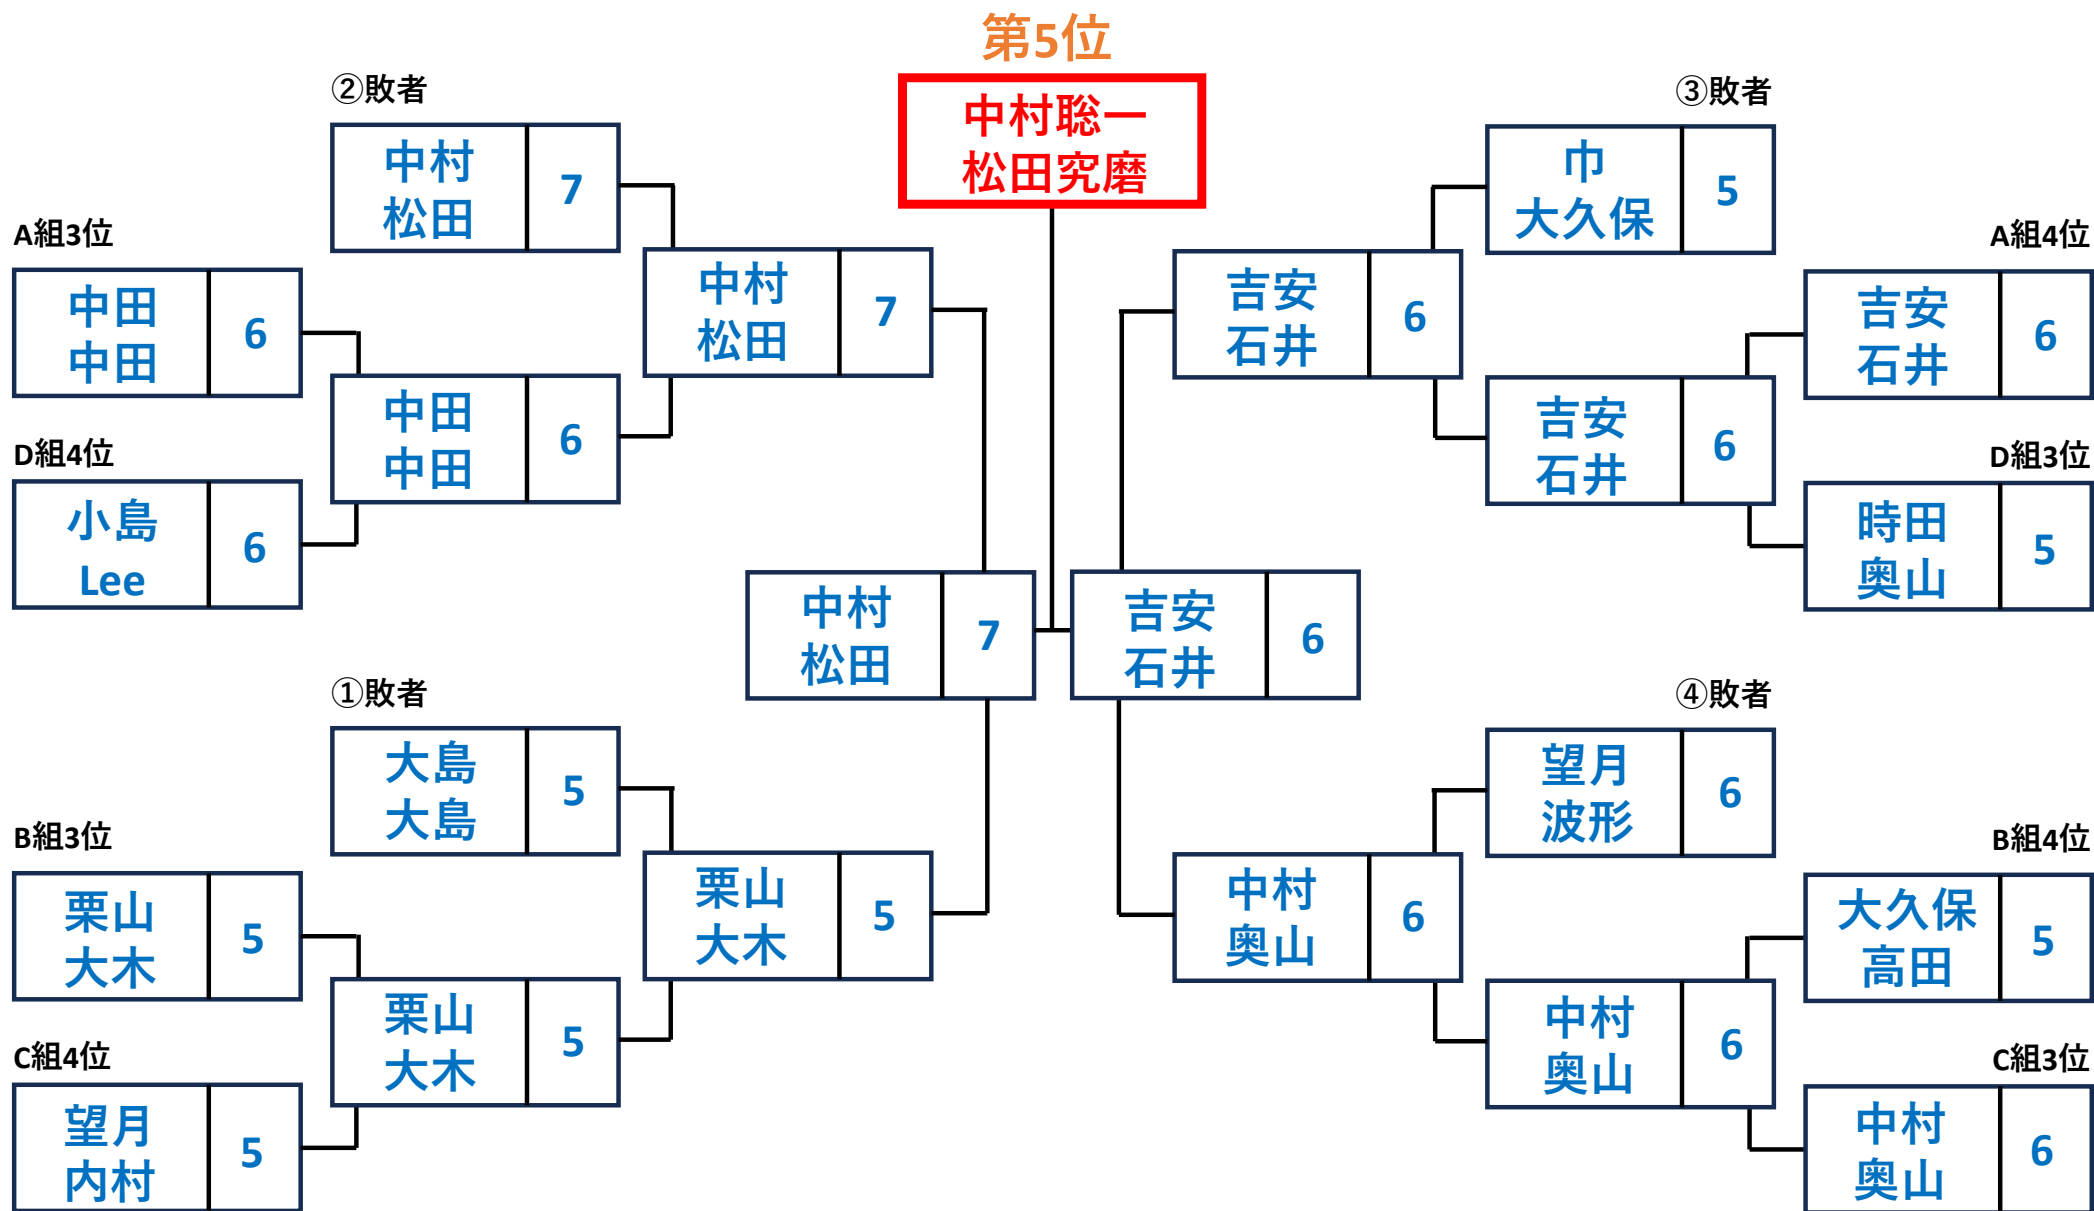 第5位
中村聡一
松田究磨
②敗者
中村
松田
7
A組3位
中田
中田
6
D組4位
小島
Lee
6
中田
中田
6
中村
松田
7
①敗者
大島
大島
5
B組3位
栗山
大木
5
C組4位
望月
内村
5
栗山
大木
5
栗山
大木
5
中村
松田
7
吉安
石井
6
③敗者
巾
大久保
5
A組4位
吉安
石井
6
D組3位
時田
奥山
5
吉安
石井
6
吉安
石井
6
④敗者
望月
波形
6
B組4位
大久保
高田
5
C組3位
中村
奥山
6
中村
奥山
6
中村
奥山
6